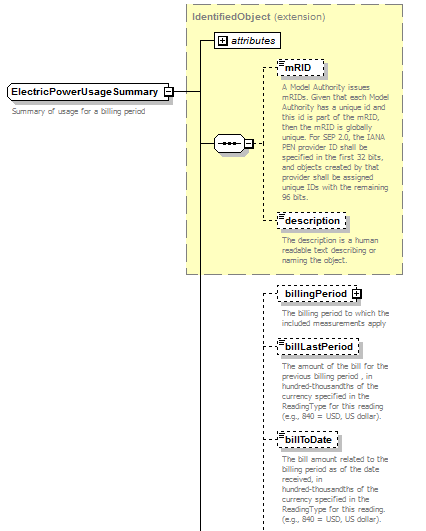 IdentifiedObject (extension)
attributes
mRID
A Model Authority issues
mRIDs. Given that each Model
Authority has a unique id and
this id is part of the mRID,
then the mRID is globally
unique. For SEP 2.0, the IANA
PEN provider ID shall be
specified in the first 32 bits,
and objects created by that
provider shall be assigned
unique IDs with the remaining
96 bits.
ElectricPowerUsageSummary
Summary of usage for a billing period
description
The description is a human
readable text describing or
naming the object.
billingPeriod
The billing period to which the
included measurements apply
billLastPeriod
The amount of the bill for the
previous billing period , in
hundred-thousandths of the
currency specified in the
ReadingType for this reading
(e.g., 840 = USD, US dollar).
billToDate
The bill amount related to the
billing period as of the date
received, in
hundred-thousandths of the
currency specified in the
ReadingType for this reading.
(e.g., 840 = USD, US dollar).